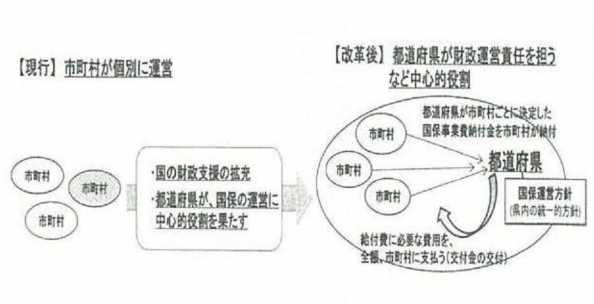 【現行】市町村が個別に運営
市町村
市町村
市町村
・国の財政支援の拡充
・都道府県が、国保の運営に
中心的役割を果たす
【改革後】都道府県が財政運営責任を担う
など中心的役割
都道府県が市町村ごとに決定した
国保事業費納付金を市町村が納付
市町村
市町村
市町村
都道府県
国保運営方針
(県内の統一的方針)
給付費に必要な費用を、
全額、市町村に支払う(交付金の交付)